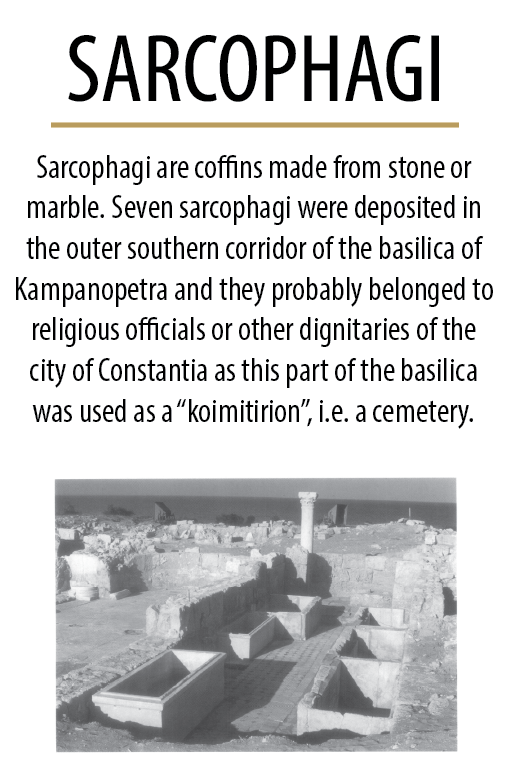 SARCOPHAGI
Sarcophagi are coffins made from stone or
marble. Seven sarcophagi were deposited in
the outer southern corridor of the basilica of
Kampanopetra and they probably belonged to
religious officials or other dignitaries of the
city of Constantia as this part of the basilica
was used as a “koimitirion”, i.e. a cemetery.